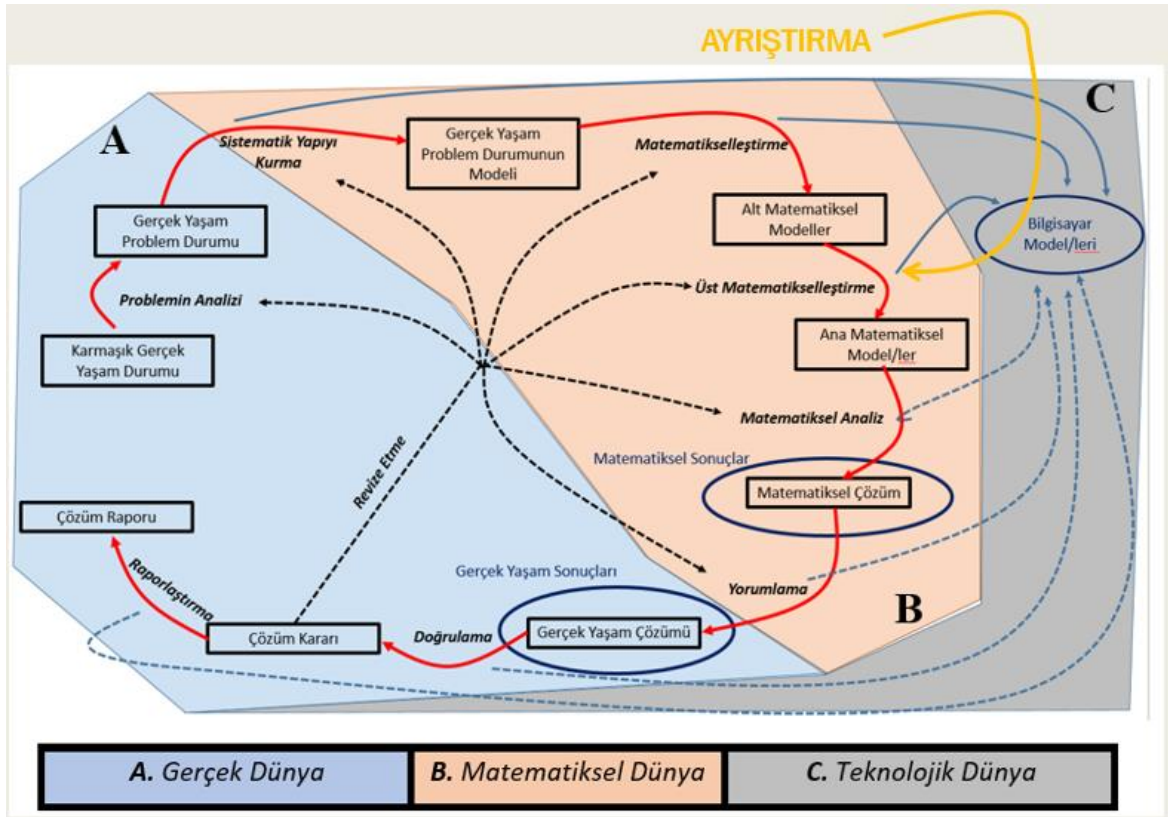 AYRIŞTIRMA
A
C
Sistematik Yapıyı
Kurma
Gerçek Yaşam
Problem Durumunun
Modeli
Matematikselleştirme
Gerçek Yaşam
Problem Durumu
Alt Matematiksel
Modeller
Bilgisayar
Model/leri
Problemin Analizi
Üst Matematikselleştirme
Karmaşık Gerçek
Yaşam Durumu
Ana Matematiksel
Model/ler
Matematiksel Analiz
Revize Etme
Matematiksel Sonuçlar
Matematiksel Çözüm
Çözüm Raporu
Raporlaştırma
Gerçek Yaşam Sonuçları
Yorumlama
B
Çözüm Kararı
Doğrulama
Gerçek Yaşam Çözümü
A. Gerçek Dünya
B. Matematiksel Dünya
C. Teknolojik Dünya